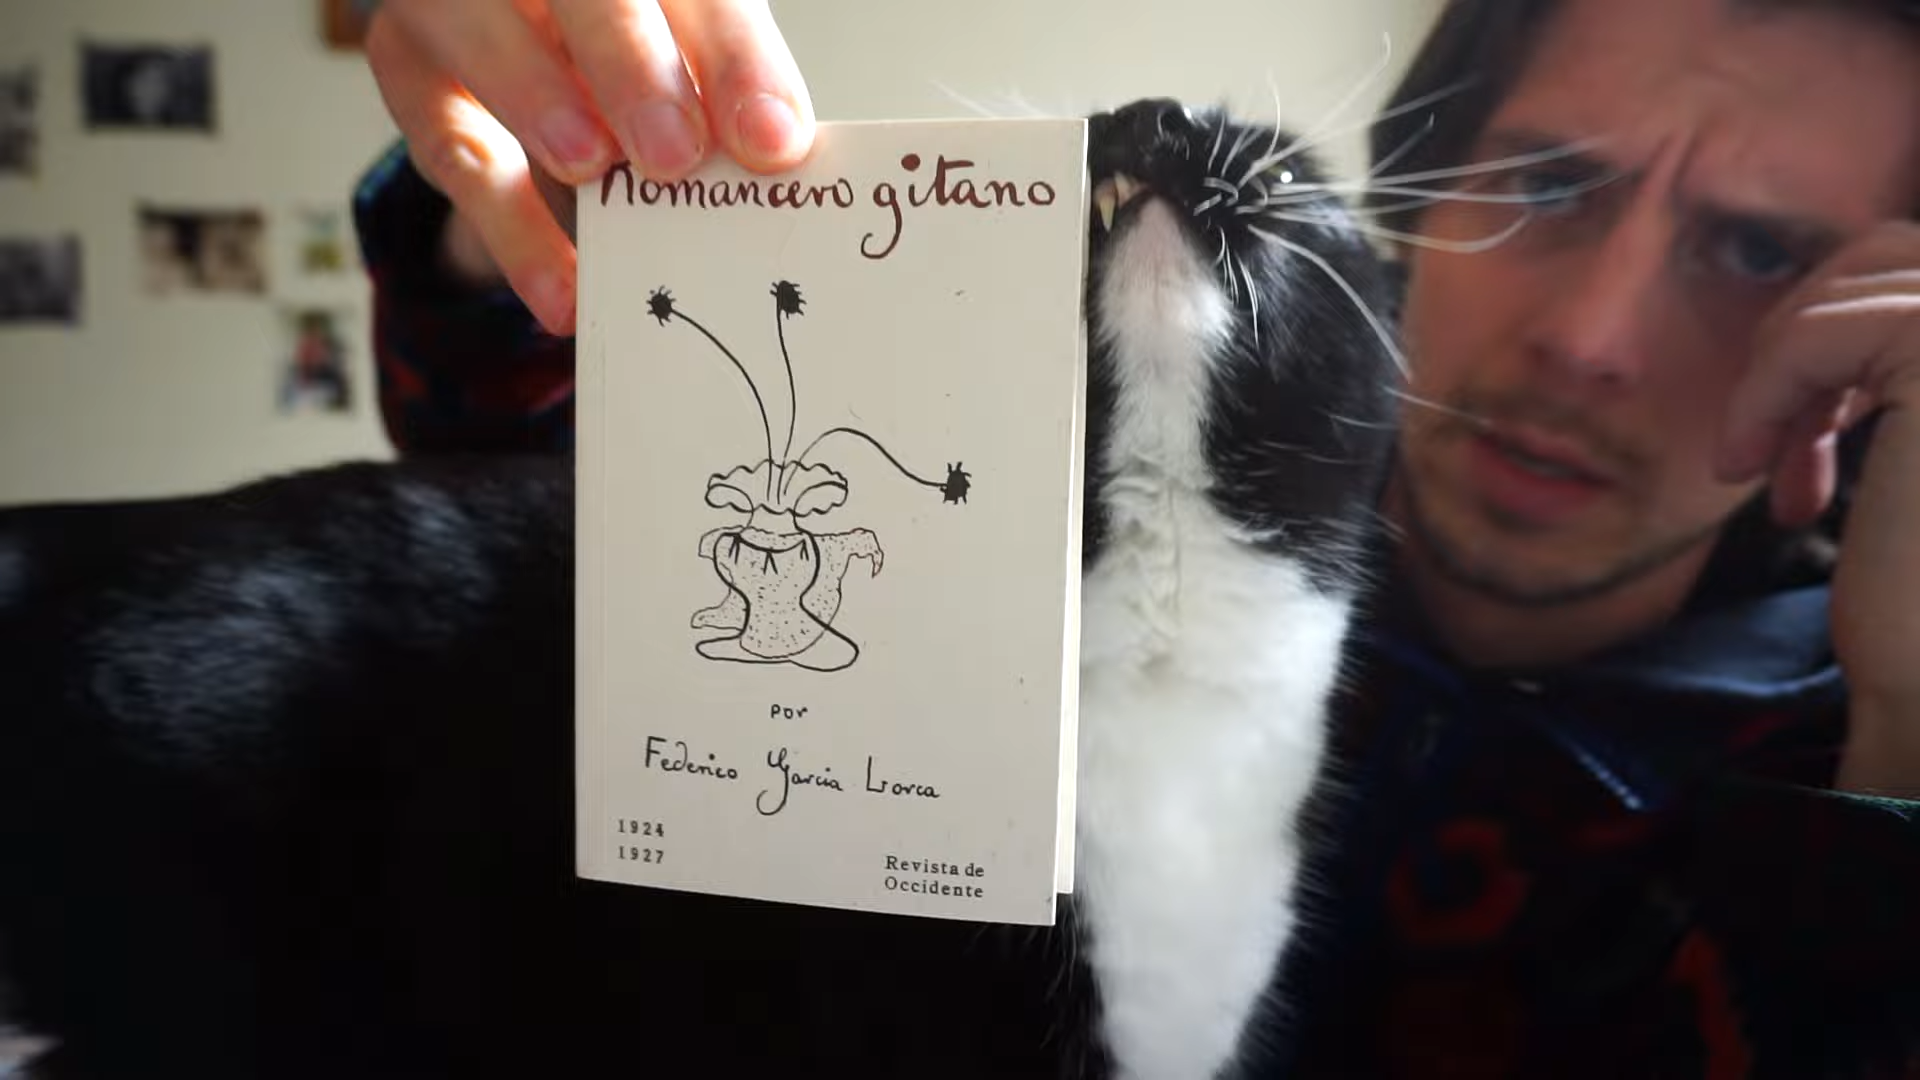 Romancero gitano
por
Federico García Lorca
1924
1927
Revista de
Occidente